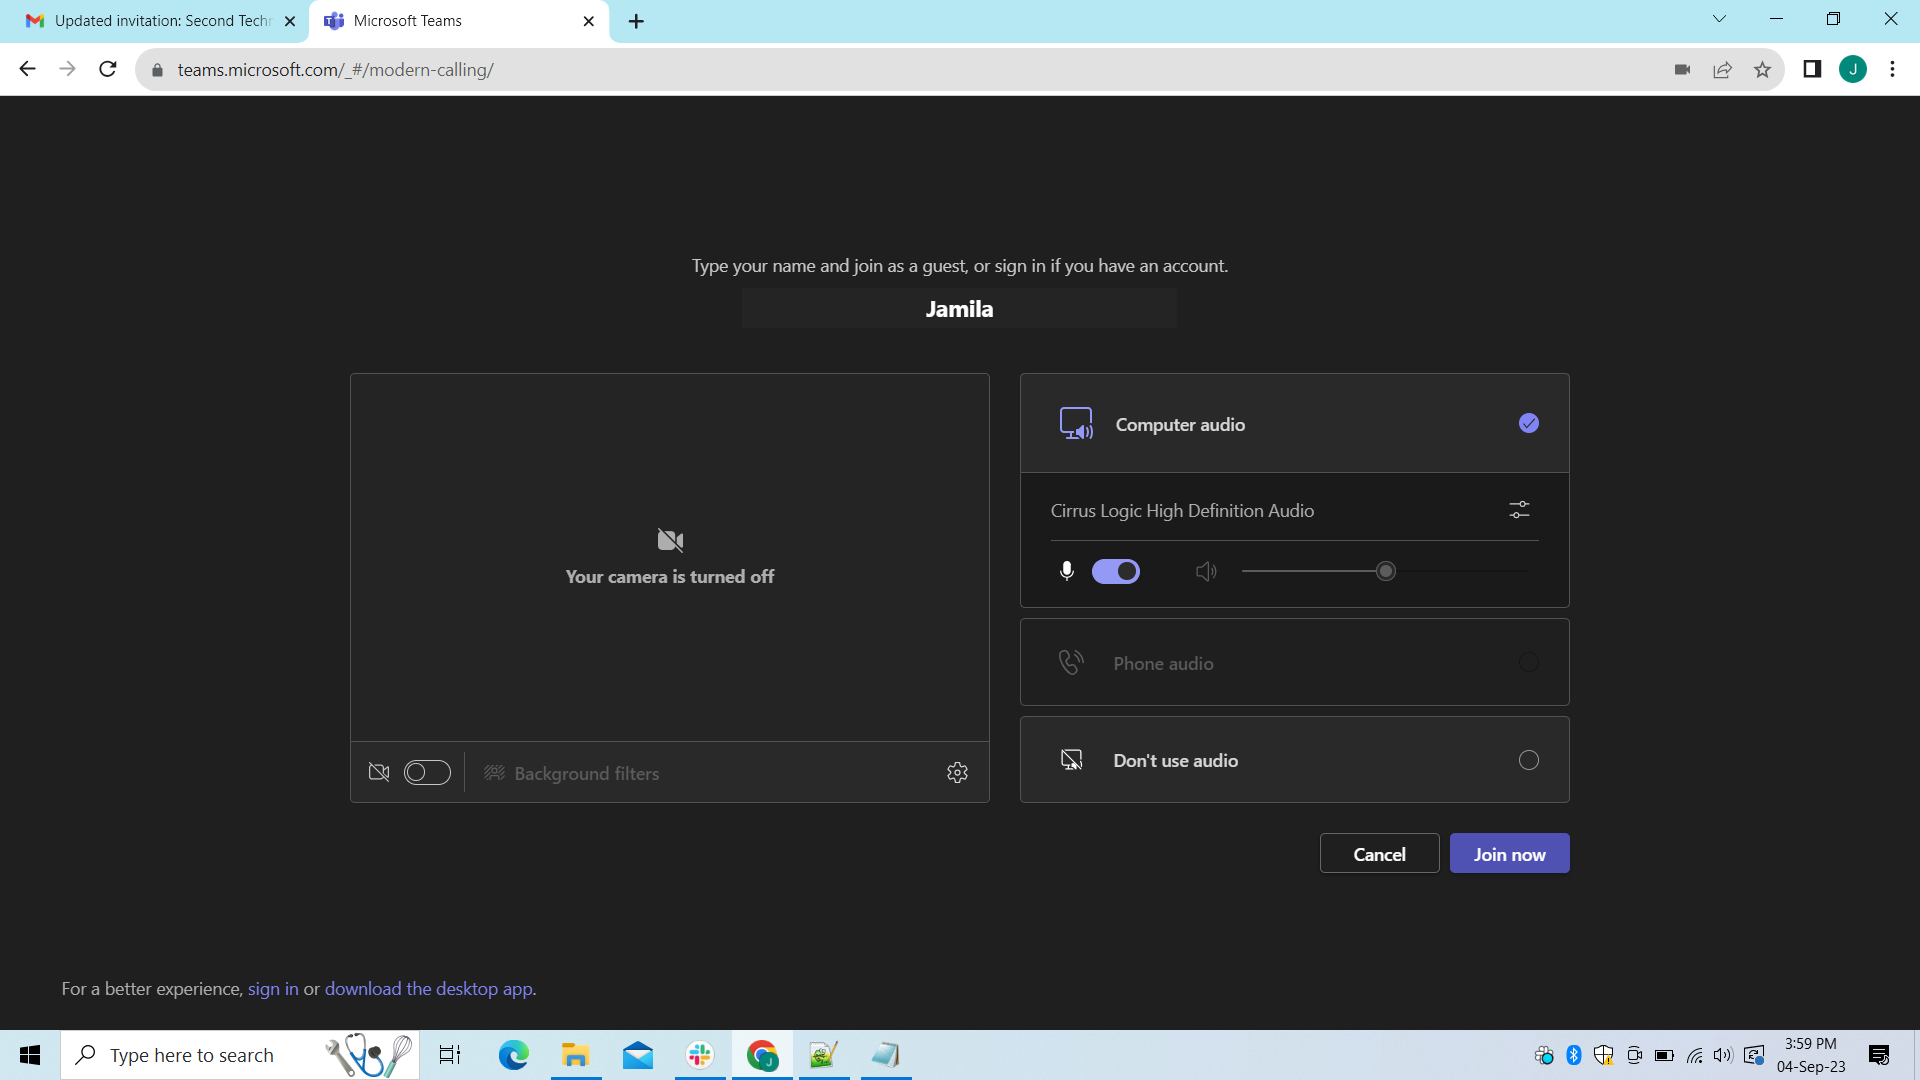 Updated invitation: Second Techn
Microsoft Teams
teams.microsoft.com/_#/modern-calling/
J
Type your name and join as a guest, or sign in if you have an account.
Jamila
Computer audio
Cirrus Logic High Definition Audio
Your camera is turned off
Phone audio
Background filters
Don't use audio
Cancel
Join now
For a better experience, sign in or download the desktop app.
Type here to search
J
3:59 PM
04-Sep-23